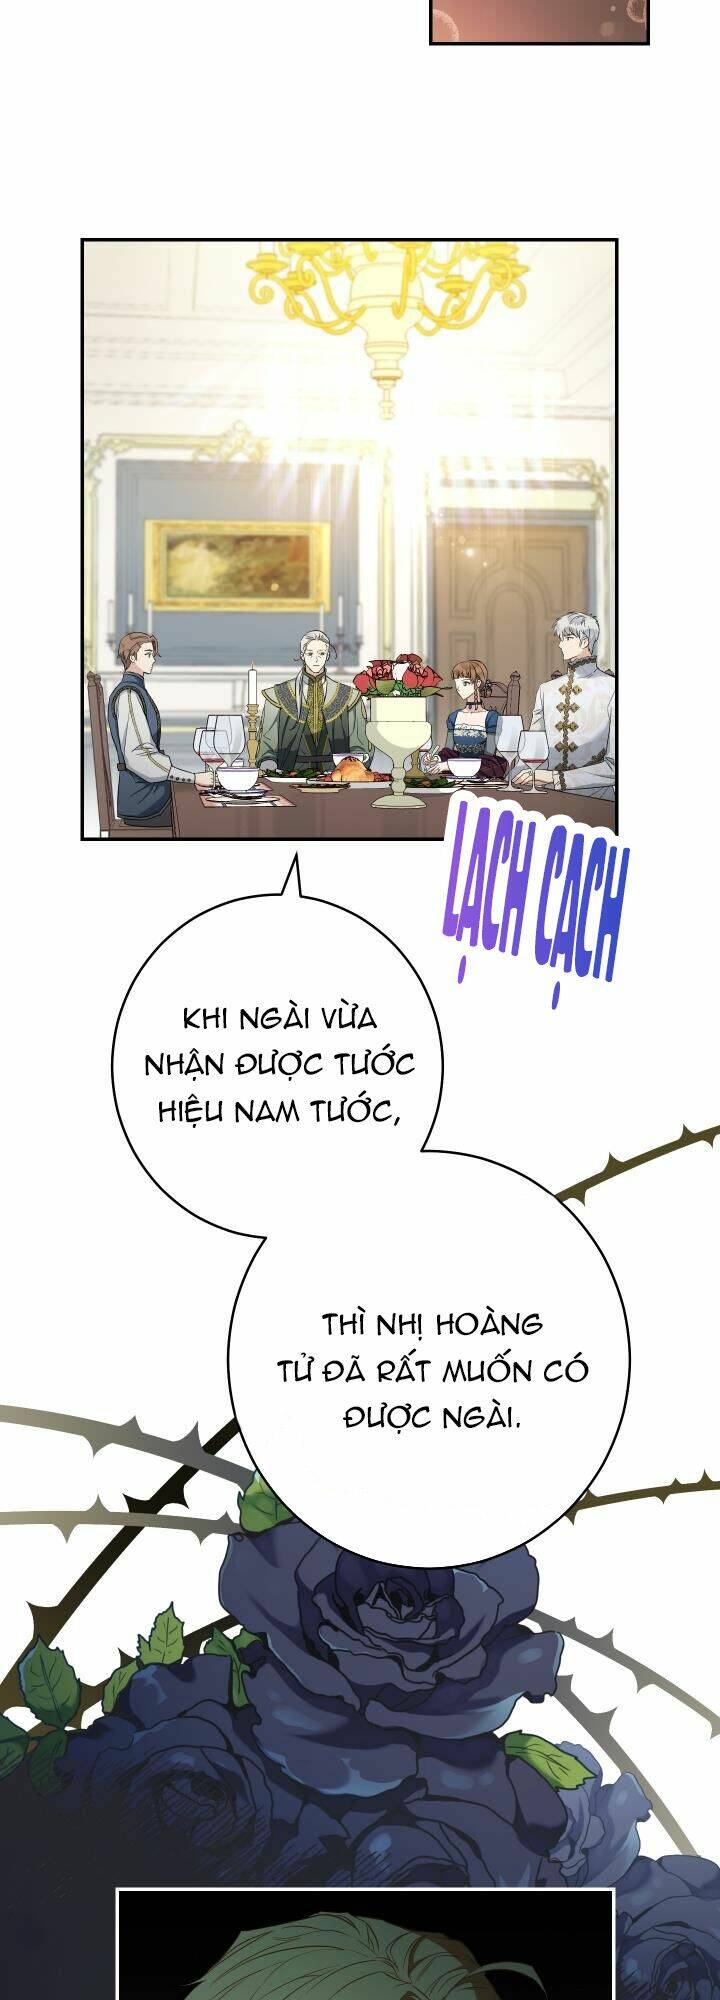 LẠCH CẠCH
KHI NGÀI VỪA
NHẬN ĐƯỢC TƯỚC
HIỆU NAM TƯỚC,
THÌ NHỊ HOÀNG
TỬ ĐÃ RẤT MUỐN CÓ
ĐƯỢC NGÀI.